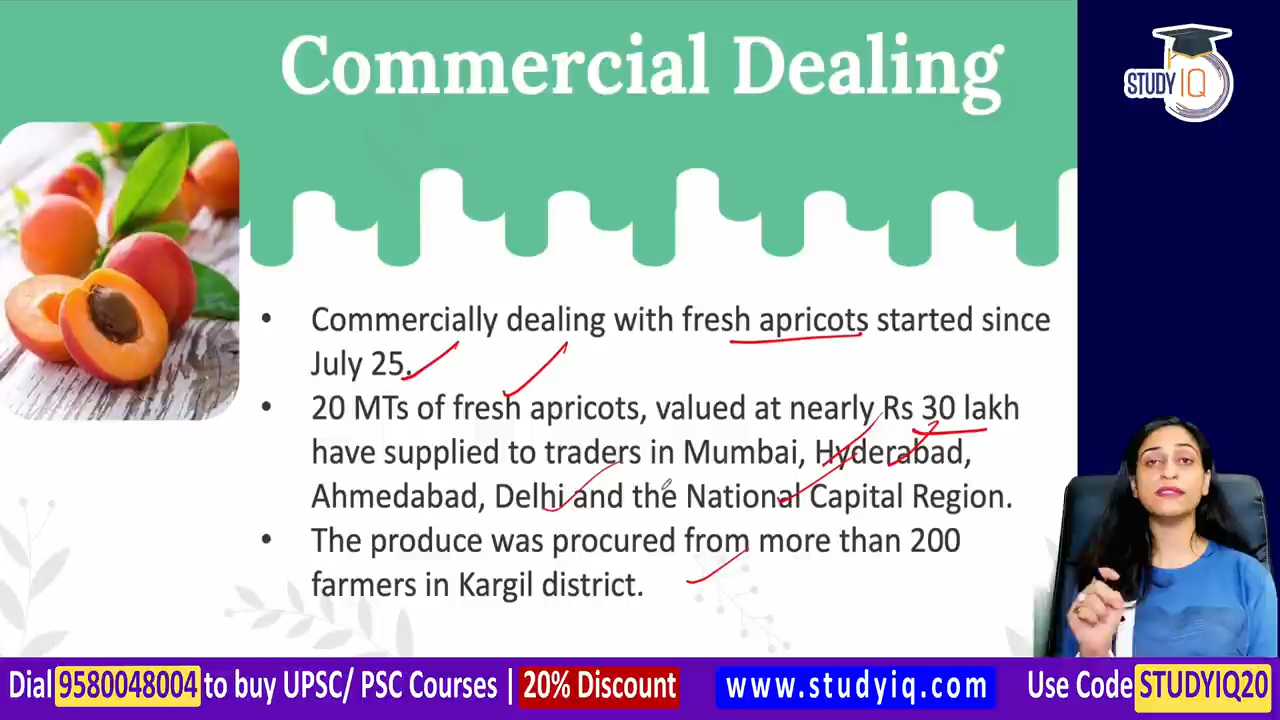 Commercial Dealing
STUDY IQ
• Commercially dealing with fresh apricots started since
July 25.
• 20 MTs of fresh apricots, valued at nearly Rs 30 lakh
have supplied to traders in Mumbai, Hyderabad,
Ahmedabad, Delhi and the National Capital Region.
• The produce was procured from more than 200
farmers in Kargil district.
Dial 9580048004 to buy UPSC/ PSC Courses | 20% Discount www.studyiq.com Use Code STUDYIQ20